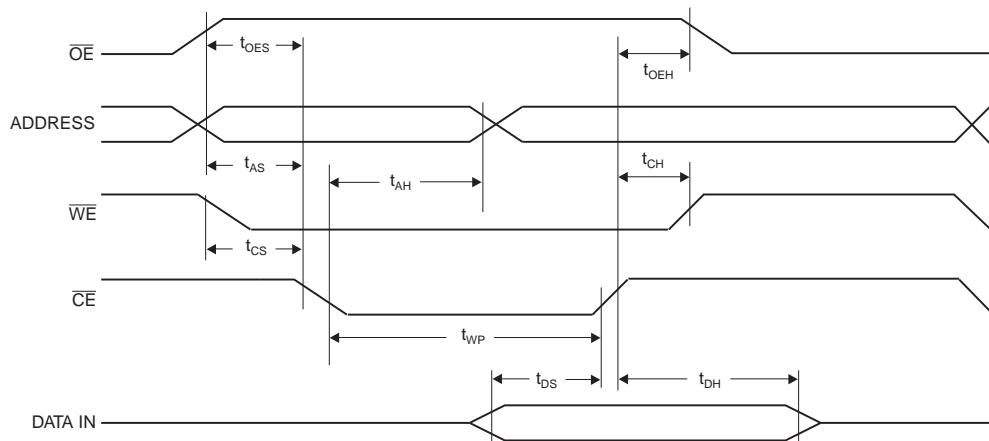 OE
tOES
tOEH
ADDRESS
tAS
tAH
tCH
WE
tCS
CE
tWP
tDS
tDH
DATA IN